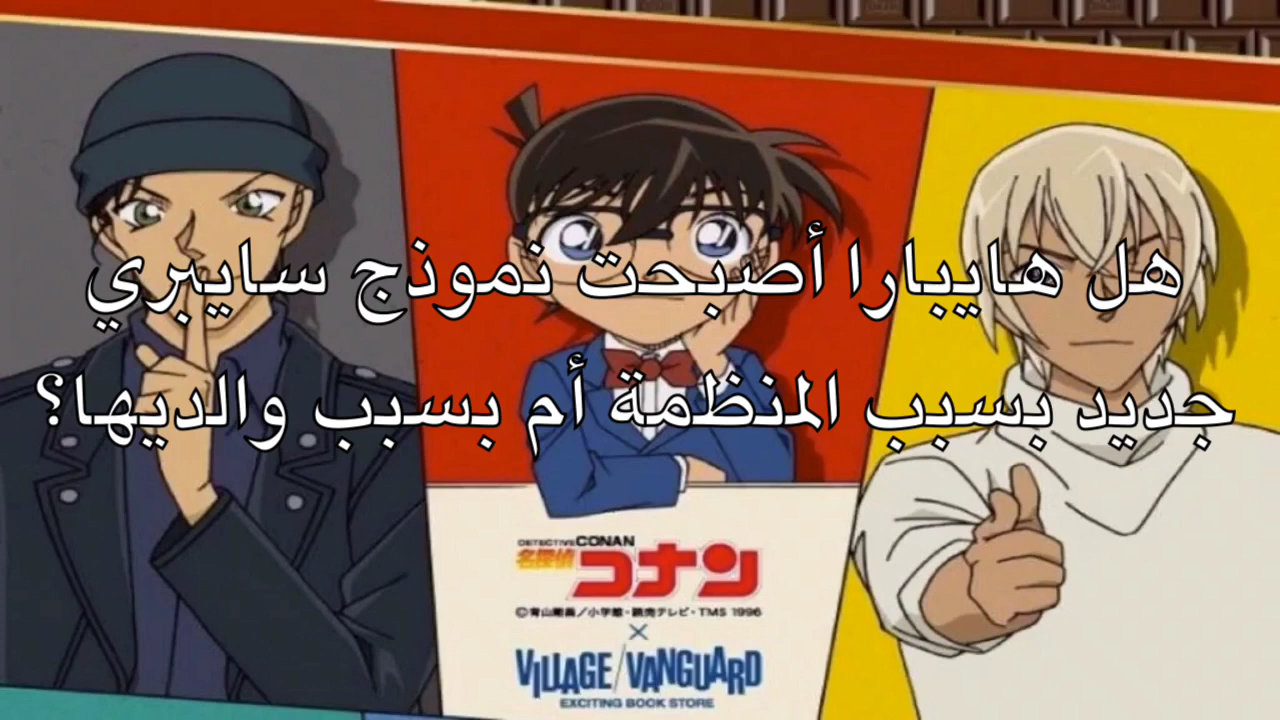 هل هايبارا أصبحت نموذج سايبري
جديد بسبب المنظمة أم بسبب والديها؟
DETECTIVE CONAN
名探偵コナン
©青山剛昌/小学館・読売テレビ・TMS 1996
×
VILLAGE/VANGUARD
EXCITING BOOK STORE